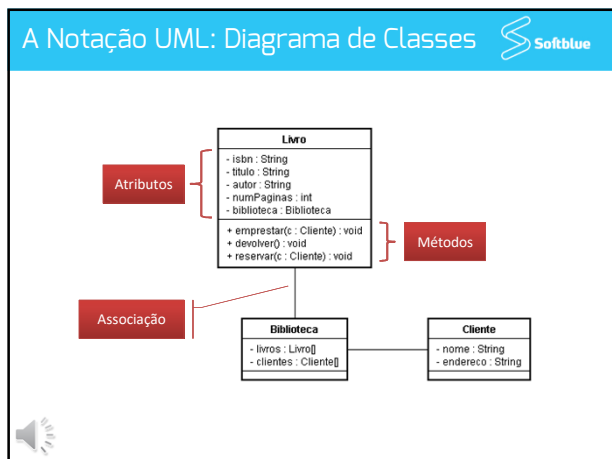 A Notação UML: Diagrama de Classes
Softblue
Livro
- isbn : String
- titulo : String
- autor : String
- numPaginas : int
- biblioteca : Biblioteca
+ emprestar(c : Cliente) : void
+ devolver() : void
+ reservar(c : Cliente) : void
Atributos
Métodos
Associação
Biblioteca
- livros : Livro[]
- clientes : Cliente[]
Cliente
- nome : String
- endereco : String